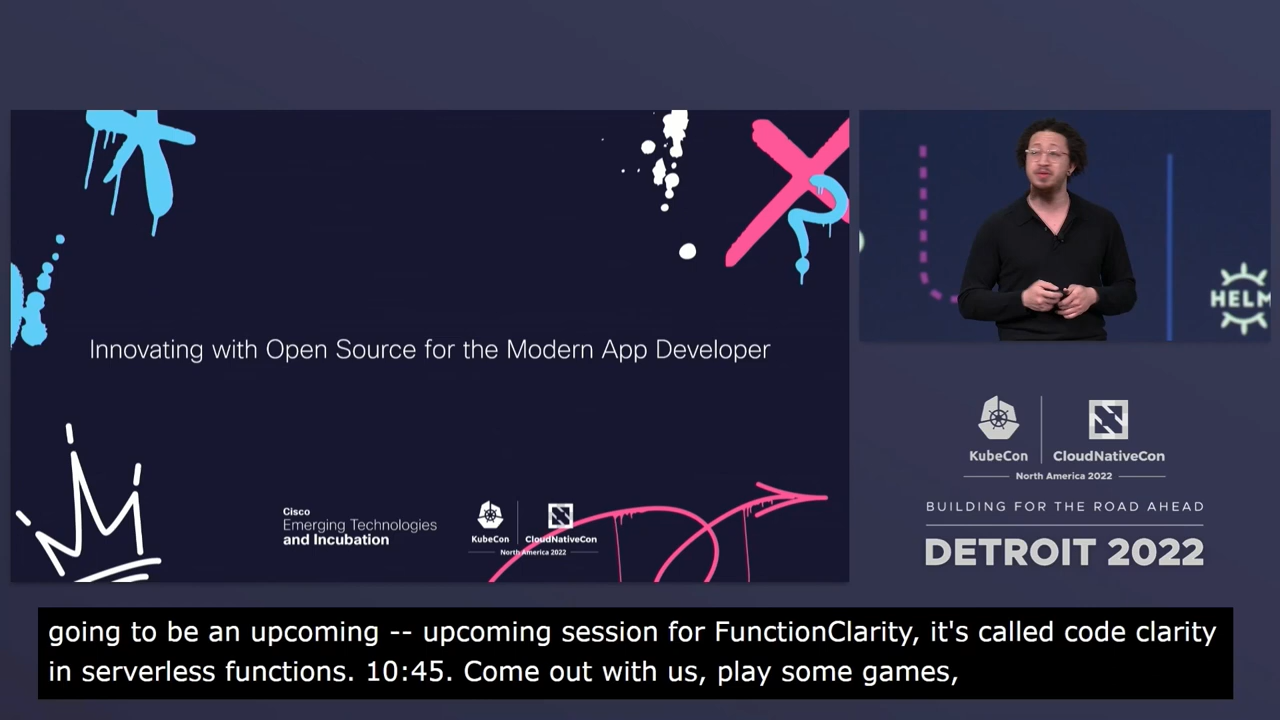 Innovating with Open Source for the Modern App Developer
Cisco
Emerging Technologies
and Incubation
KubeCon
CloudNativeCon
North America 2022
HELM
KubeCon
CloudNativeCon
North America 2022
BUILDING FOR THE ROAD AHEAD
DETROIT 2022
going to be an upcoming -- upcoming session for FunctionClarity, it's called code clarity
in serverless functions. 10:45. Come out with us, play some games,